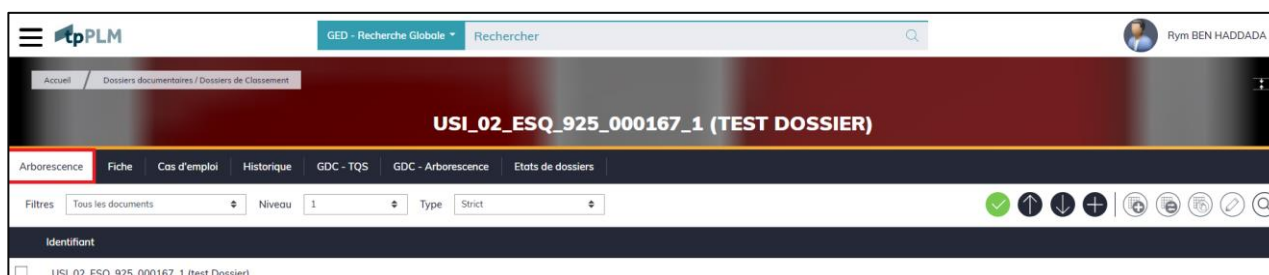 tpPLM GED - Recherche Globale Rechercher Rym BEN HADDADA
Accueil / Dossiers documentaires / Dossiers de Classement
USI_02_ESQ_925_000167_1 (TEST DOSSIER)
Arborescence Fiche Cas d'emploi Historique GDC - TQS GDC - Arborescence Etats de dossiers
Filtres Tous les documents Niveau 1 Type Strict
Identifiant
USI_02_ESQ_925_000167_1 (test Dossier)